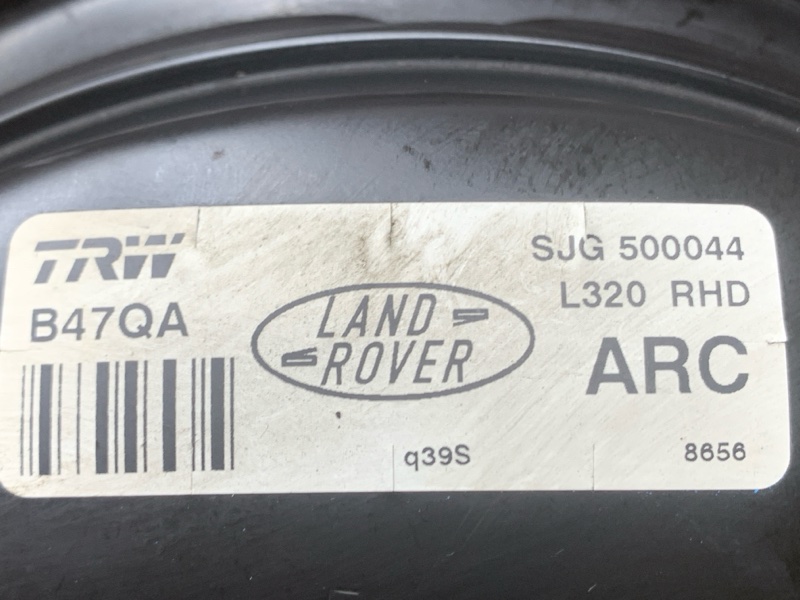 TRW
SJG 500044
B47QA
L320 RHD
LAND
ROVER
ARC
q39S
8656